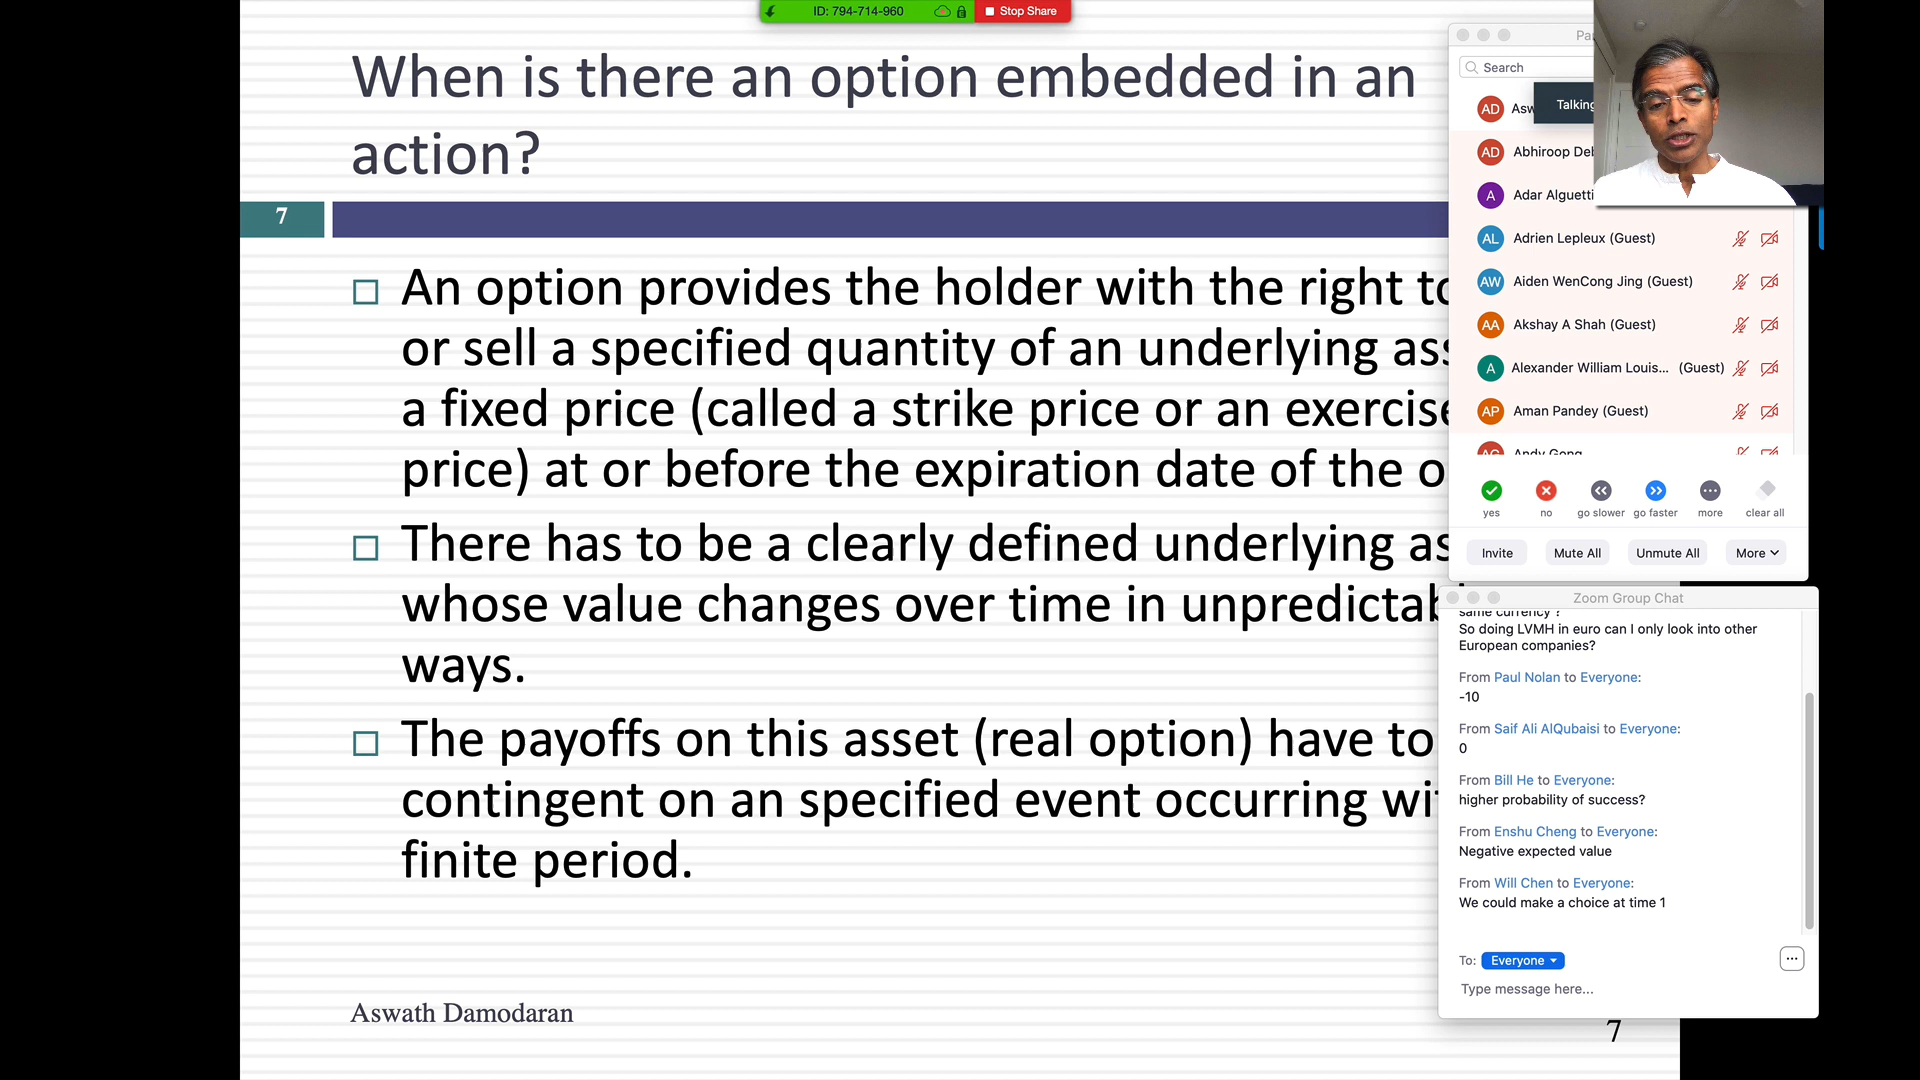 ID: 794-714-960
Stop Share
When is there an option embedded in an
action?
7
An option provides the holder with the right to
or sell a specified quantity of an underlying
a fixed price (called a strike price or an exercise
price) at or before the expiration date of the
There has to be a clearly defined underlying
whose value changes over time in
ways.
The payoffs on this asset (real option) have to
contingent on an specified event occurring
finite period.
Aswath Damodaran
7
Search
Talking
AD
AD Abhiroop
A Adar
AL Adrien Lepleux (Guest)
AW Aiden WenCong Jing (Guest)
AA Akshay A Shah (Guest)
A Alexander William Louis... (Guest)
AP Aman Pandey (Guest)
AG Andy Gong
yes no go slower go faster more clear all
Invite Mute All Unmute All More
Zoom Group Chat
same currency ?
So doing LVMH in euro can I only look into other
European companies?
From Paul Nolan to Everyone:
-10
From Saif Ali AlQubaisi to Everyone:
0
From Bill He to Everyone:
higher probability of success?
From Enshu Cheng to Everyone:
Negative expected value
From Will Chen to Everyone:
We could make a choice at time 1
To: Everyone
Type message here...